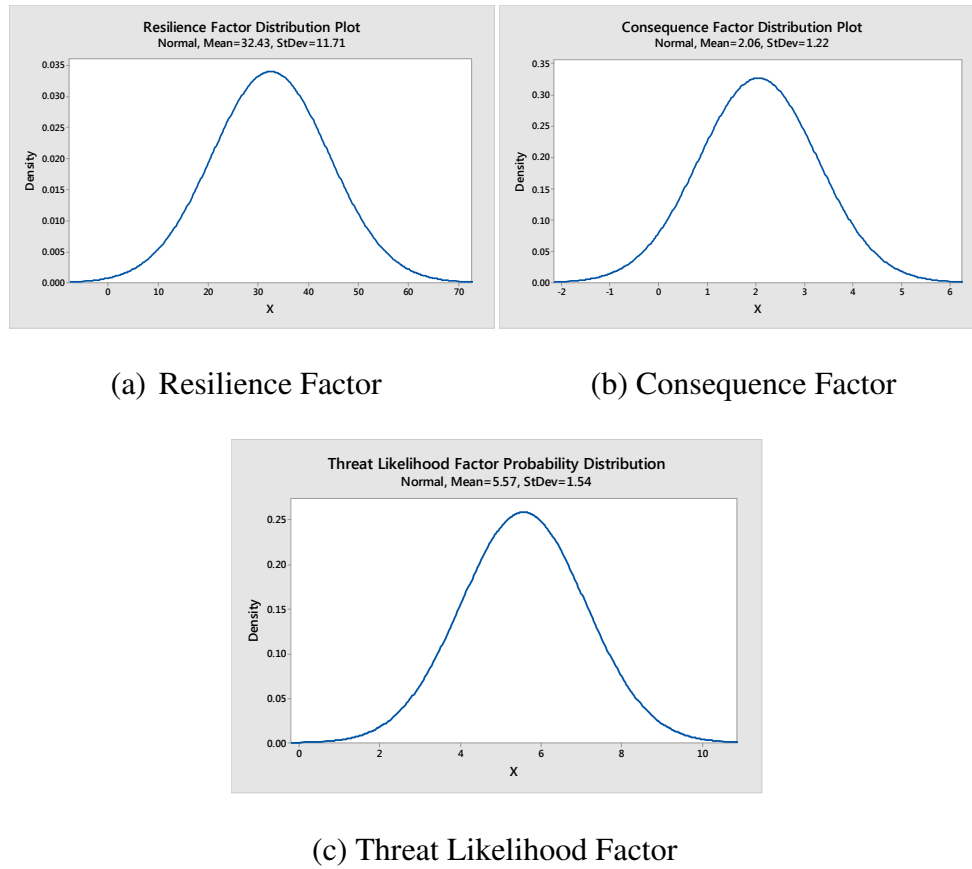 Resilience Factor Distribution Plot
Normal, Mean=32.43, StDev=11.71
0.035
0.030
0.025
0.020
0.015
0.010
0.005
0.000
Density
0 10 20 30 40 50 60 70
X
Consequence Factor Distribution Plot
Normal, Mean=2.06, StDev=1.22
0.35
0.30
0.25
0.20
0.15
0.10
0.05
0.00
Density
-2 -1 0 1 2 3 4 5 6
X
(a) Resilience Factor
(b) Consequence Factor
Threat Likelihood Factor Probability Distribution
Normal, Mean=5.57, StDev=1.54
0.25
0.20
0.15
0.10
0.05
0.00
Density
0 2 4 6 8 10
X
(c) Threat Likelihood Factor